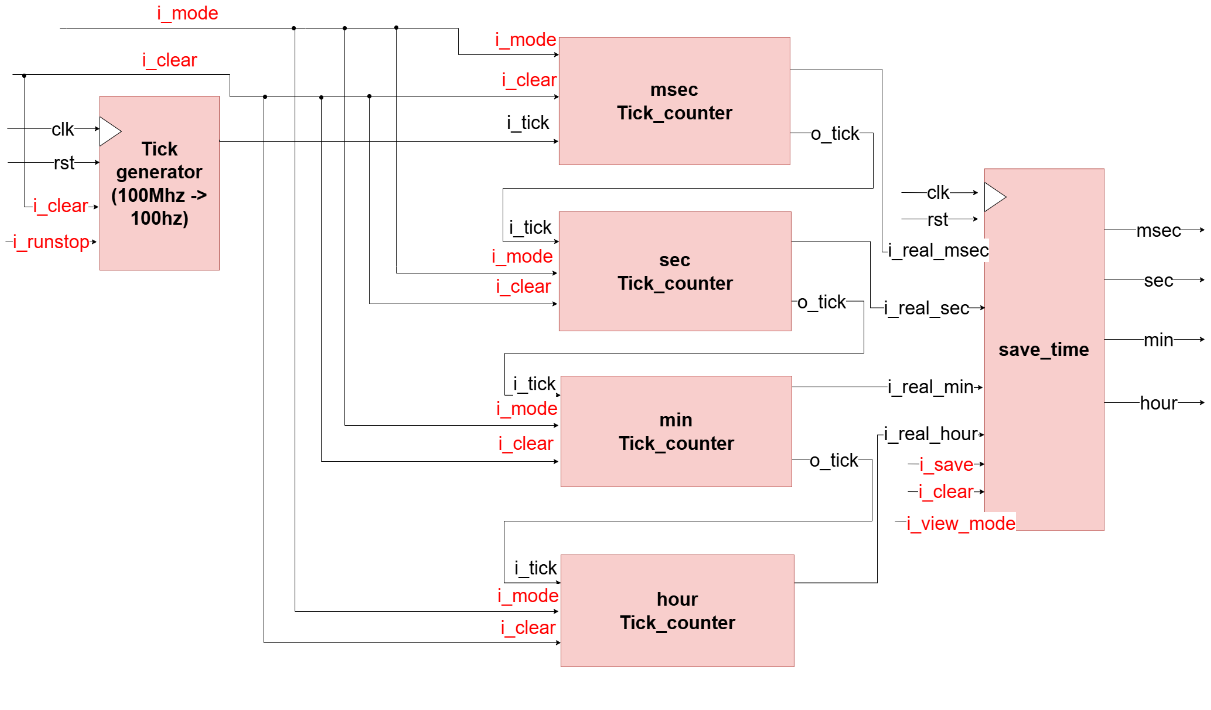 i_mode
i_clear
clk
rst
i_clear
i_runstop
Tick
generator
(100Mhz ->
100hz)
i_mode
i_clear
i_tick
msec
Tick_counter
o_tick
i_tick
i_mode
i_clear
sec
Tick_counter
o_tick
i_tick
i_mode
i_clear
min
Tick_counter
o_tick
i_tick
i_mode
i_clear
hour
Tick_counter
clk
rst
i_real_msec
i_real_sec
i_real_min
i_real_hour
i_save
i_clear
i_view_mode
save_time
msec
sec
min
hour